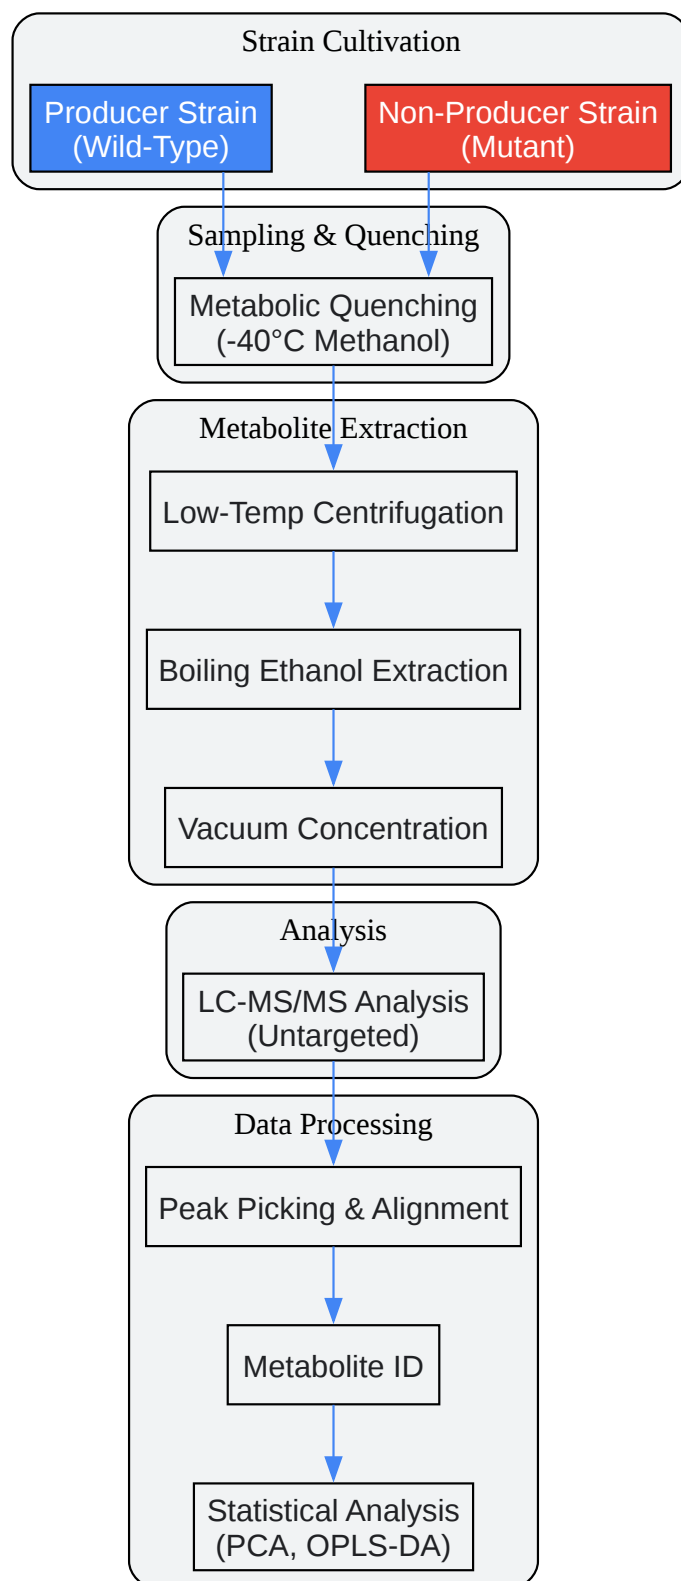 Strain Cultivation
Producer Strain
(Wild-Type)
Non-Producer Strain
(Mutant)
Sampling & Quenching
Metabolic Quenching
(-40°C Methanol)
Metabolite Extraction
Low-Temp Centrifugation
Boiling Ethanol Extraction
Vacuum Concentration
Analysis
LC-MS/MS Analysis
(Untargeted)
Data Processing
Peak Picking & Alignment
Metabolite ID
Statistical Analysis
(PCA, OPLS-DA)